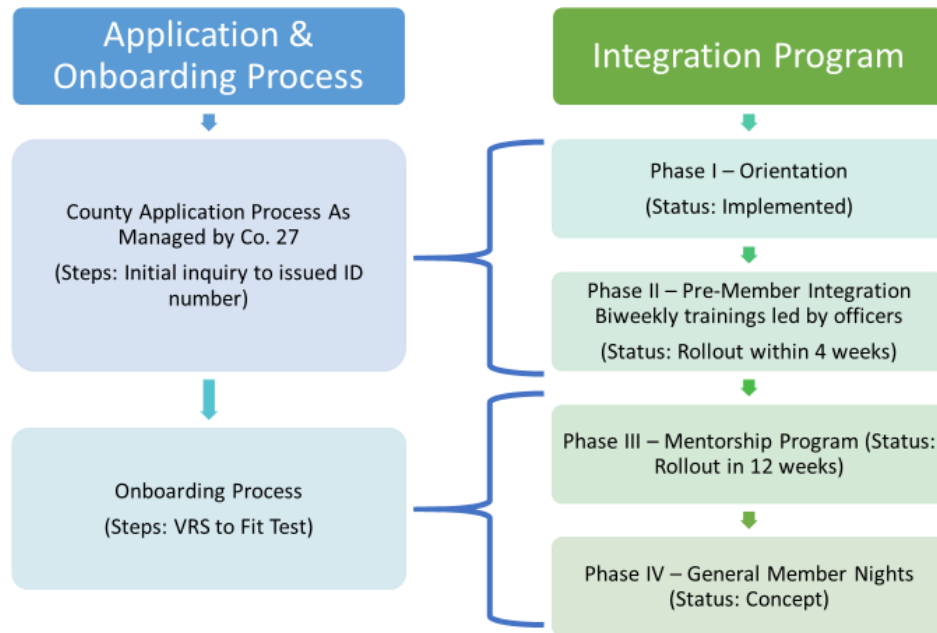 Application &
Onboarding Process
County Application Process As
Managed by Co. 27
(Steps: Initial inquiry to issued ID
number)
Onboarding Process
(Steps: VRS to Fit Test)
Integration Program
Phase I – Orientation
(Status: Implemented)
Phase II – Pre-Member Integration
Biweekly trainings led by officers
(Status: Rollout within 4 weeks)
Phase III – Mentorship Program (Status:
Rollout in 12 weeks)
Phase IV – General Member Nights
(Status: Concept)